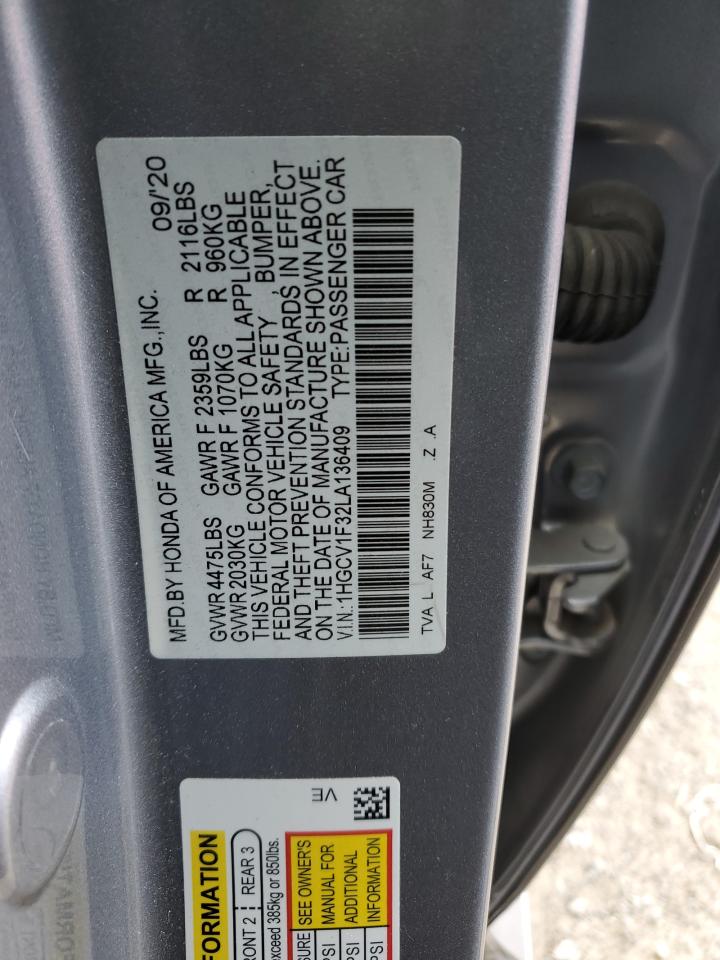 MFD.BY HONDA OF AMERICA MFG.,INC. 09/'20
GVWR 4475LBS GAWR F 2359LBS R 2116LBS
GVWR 2030KG GAWR F 1070KG R 960KG
THIS VEHICLE CONFORMS TO ALL APPLICABLE
FEDERAL MOTOR VEHICLE SAFETY, BUMPER,
AND THEFT PREVENTION STANDARDS IN EFFECT
ON THE DATE OF MANUFACTURE SHOWN ABOVE.
V.I.N.:1HGCV1F32LA136409 TYPE:PASSENGER CAR
TVA L AF7 NH830M .Z .A
VE
FORMATION
RONT 2 REAR 3
exceed 385kg or 850lbs.
SURE SEE OWNER'S
PSI MANUAL FOR
PSI ADDITIONAL
PSI INFORMATION